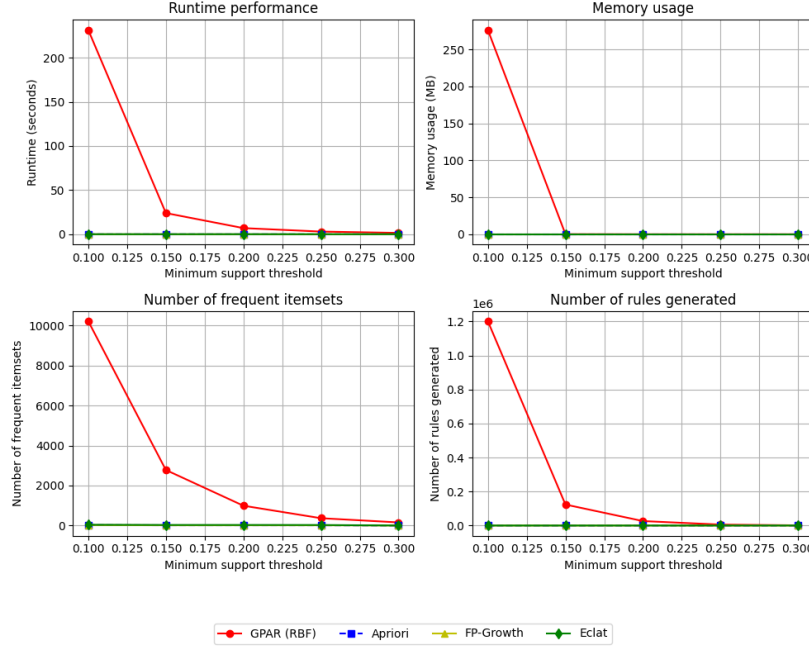 Runtime performance
Memory usage
Runtime (seconds)
200
150
100
50
0
0.100 0.125 0.150 0.175 0.200 0.225 0.250 0.275 0.300
Minimum support threshold
Memory usage (MB)
250
200
150
100
50
0
0.100 0.125 0.150 0.175 0.200 0.225 0.250 0.275 0.300
Minimum support threshold
Number of frequent itemsets
Number of rules generated
Number of frequent itemsets
10000
8000
6000
4000
2000
0
0.100 0.125 0.150 0.175 0.200 0.225 0.250 0.275 0.300
Minimum support threshold
1e6
Number of rules generated
1.2
1.0
0.8
0.6
0.4
0.2
0.0
0.100 0.125 0.150 0.175 0.200 0.225 0.250 0.275 0.300
Minimum support threshold
GPAR (RBF) Apriori FP-Growth Eclat